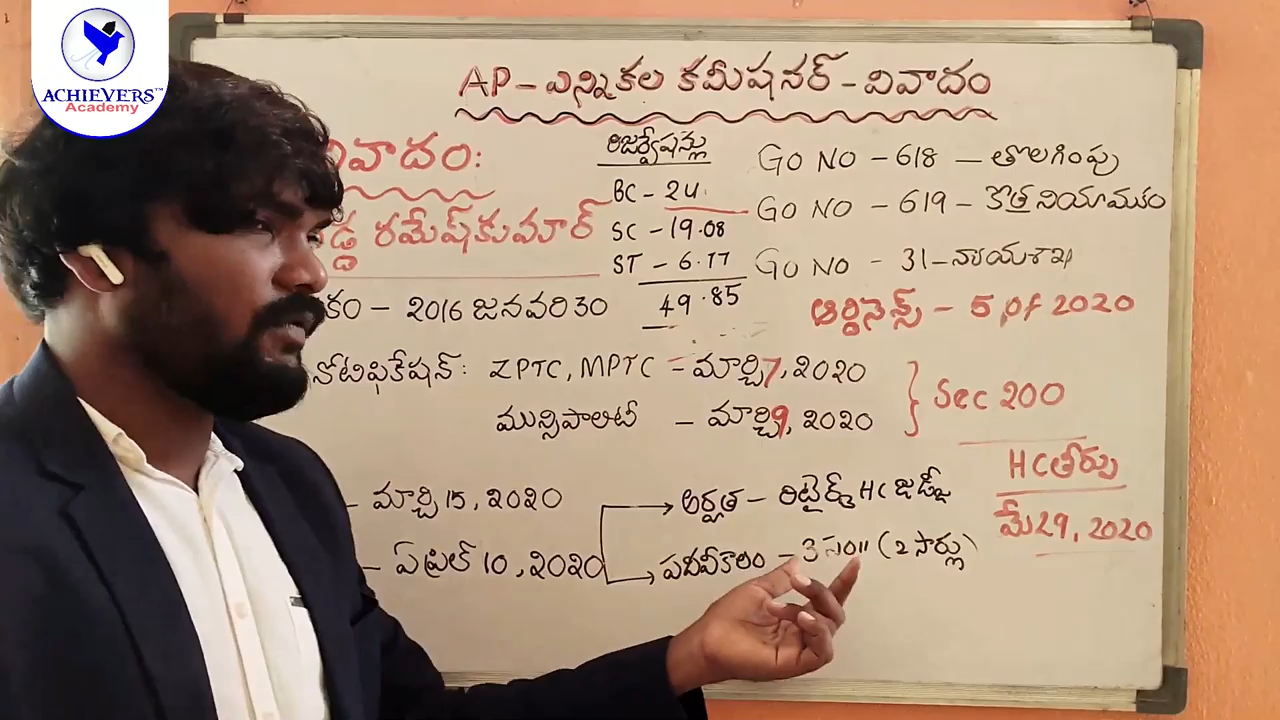 ACHIEVERS™
Academy
AP - ఎన్నికల కమీషనర్ - వివాదం
వివాదం:
రమేష్ కుమార్
రిజర్వేషన్లు
BC - 24
SC - 19.08
ST - 6.77
49.85
GO NO - 618 - తొలగింపు
GO NO - 619 - కొత్త నియామకం
GO NO - 31 - న్యాయశాఖ
ఆర్డినెన్స్ - 5 of 2020
కం - 2016 జనవరి 30
నోటిఫికేషన్: ZPTC, MPTC - మార్చి 7, 2020
మున్సిపాలిటీ - మార్చి 9, 2020
Sec 200
HC తీర్పు
మే 29, 2020
- మార్చి 15, 2020
- ఏప్రిల్ 10, 2020
అర్హత - రిటైర్డ్ HC జడ్జీ
పదవీకాలం - 3 సం॥ (2 సార్లు)